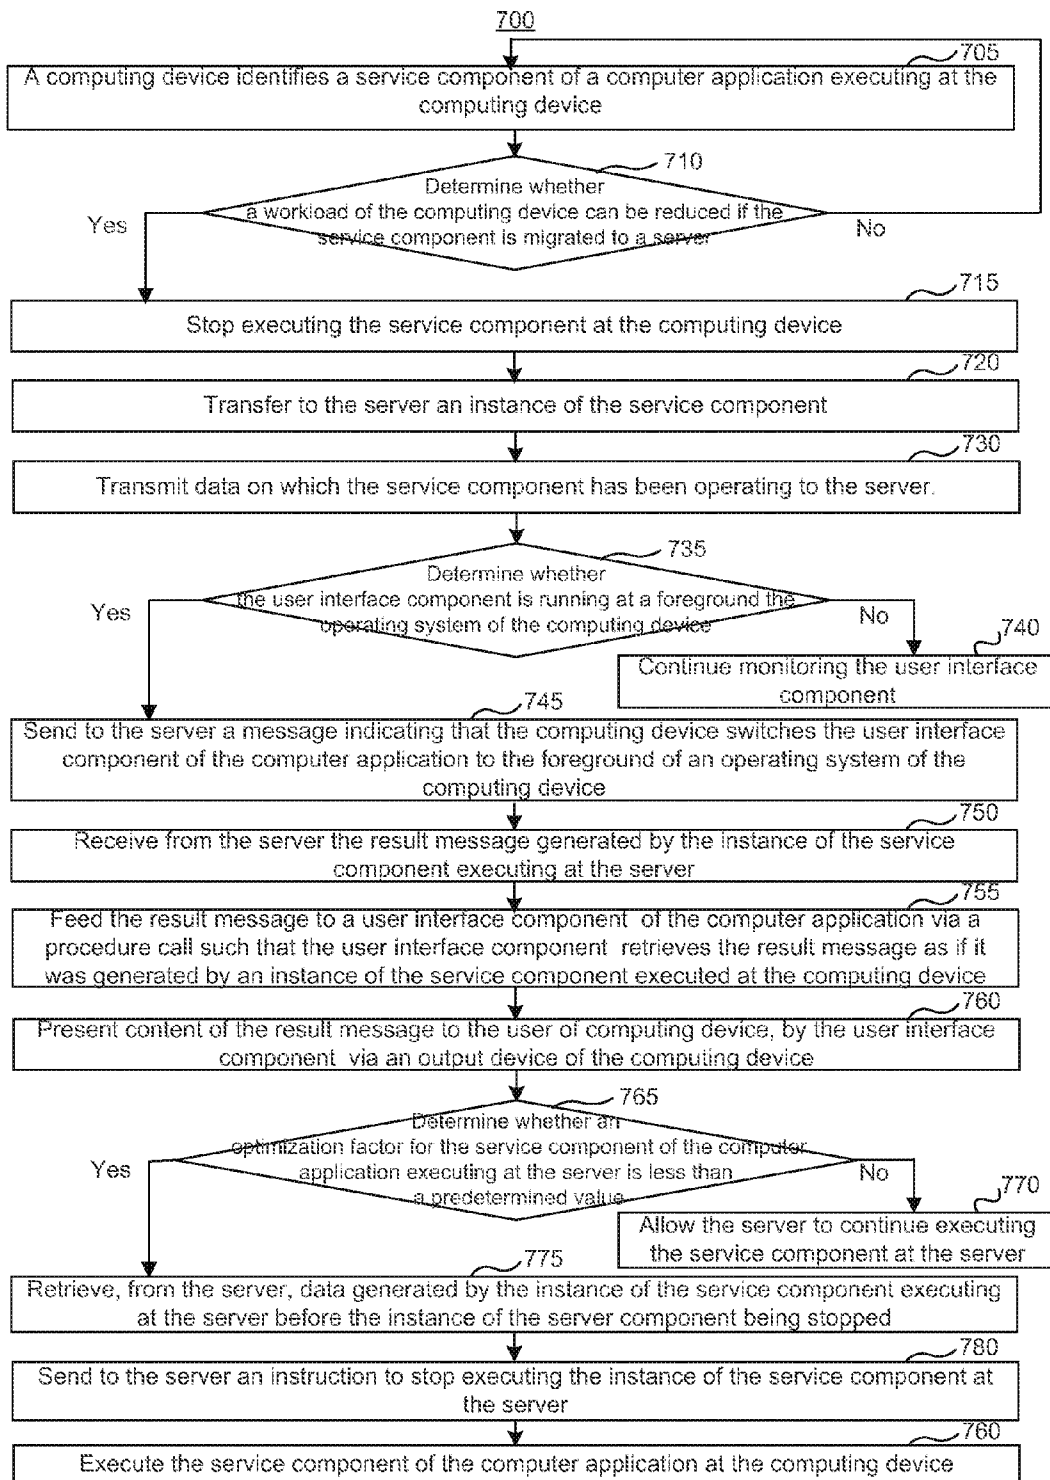 700
705
A computing device identifies a service component of a computer application executing at the
computing device
710
Determine whether
a workload of the computing device can be reduced if the
service component is migrated to a server
Yes
No
715
Stop executing the service component at the computing device
720
Transfer to the server an instance of the service component
730
Transmit data on which the service component has been operating to the server.
735
Determine whether
the user interface component is running at a foreground the
operating system of the computing device
Yes
No
740
Continue monitoring the user interface
component
745
Send to the server a message indicating that the computing device switches the user interface
component of the computer application to the foreground of an operating system of the
computing device
750
Receive from the server the result message generated by the instance of the service
component executing at the server
755
Feed the result message to a user interface component of the computer application via a
procedure call such that the user interface component retrieves the result message as if it
was generated by an instance of the service component executed at the computing device
760
Present content of the result message to the user of computing device, by the user interface
component via an output device of the computing device
765
Determine whether an
optimization factor for the service component of the computer
application executing at the server is less than
a predetermined value
Yes
No
770
Allow the server to continue executing
the service component at the server
775
Retrieve, from the server, data generated by the instance of the service component executing
at the server before the instance of the server component being stopped
780
Send to the server an instruction to stop executing the instance of the service component at
the server
760
Execute the service component of the computer application at the computing device